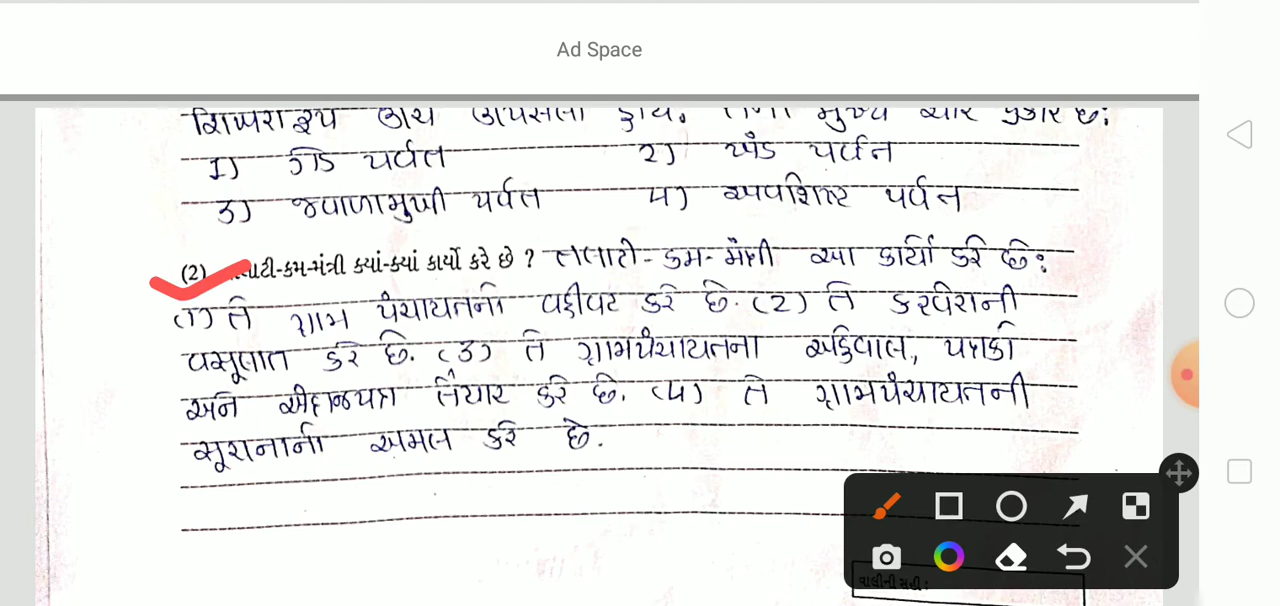 Ad Space
શિખરાકૃપ ભાગ ઉપસેલો હોય. તેના મુખ્ય ચાર પ્રકાર છે:
1) ગેડ પર્વત 2) ખંડ પર્વત
3) જવાળામુખી પર્વત 4) અવશિષ્ટ પર્વત
(2) લાટી-કમ-મંત્રી ક્યાં-ક્યાં કાર્યો કરે છે ? તલાટી-કમ-મંત્રી આ કાર્યો કરે છે:
(1) તે ગ્રામ પંચાયતનો વહીવટ કરે છે. (2) તે કરવેરાની
વસૂલાત કરે છે. (3) તે ગ્રામપંચાયતના અહેવાલ, પત્રકો
અને અંદાજપત્ર તૈયાર કરે છે. (4) તે ગ્રામપંચાયતની
સૂચનાનો અમલ કરે છે.
વાલીની સહી :